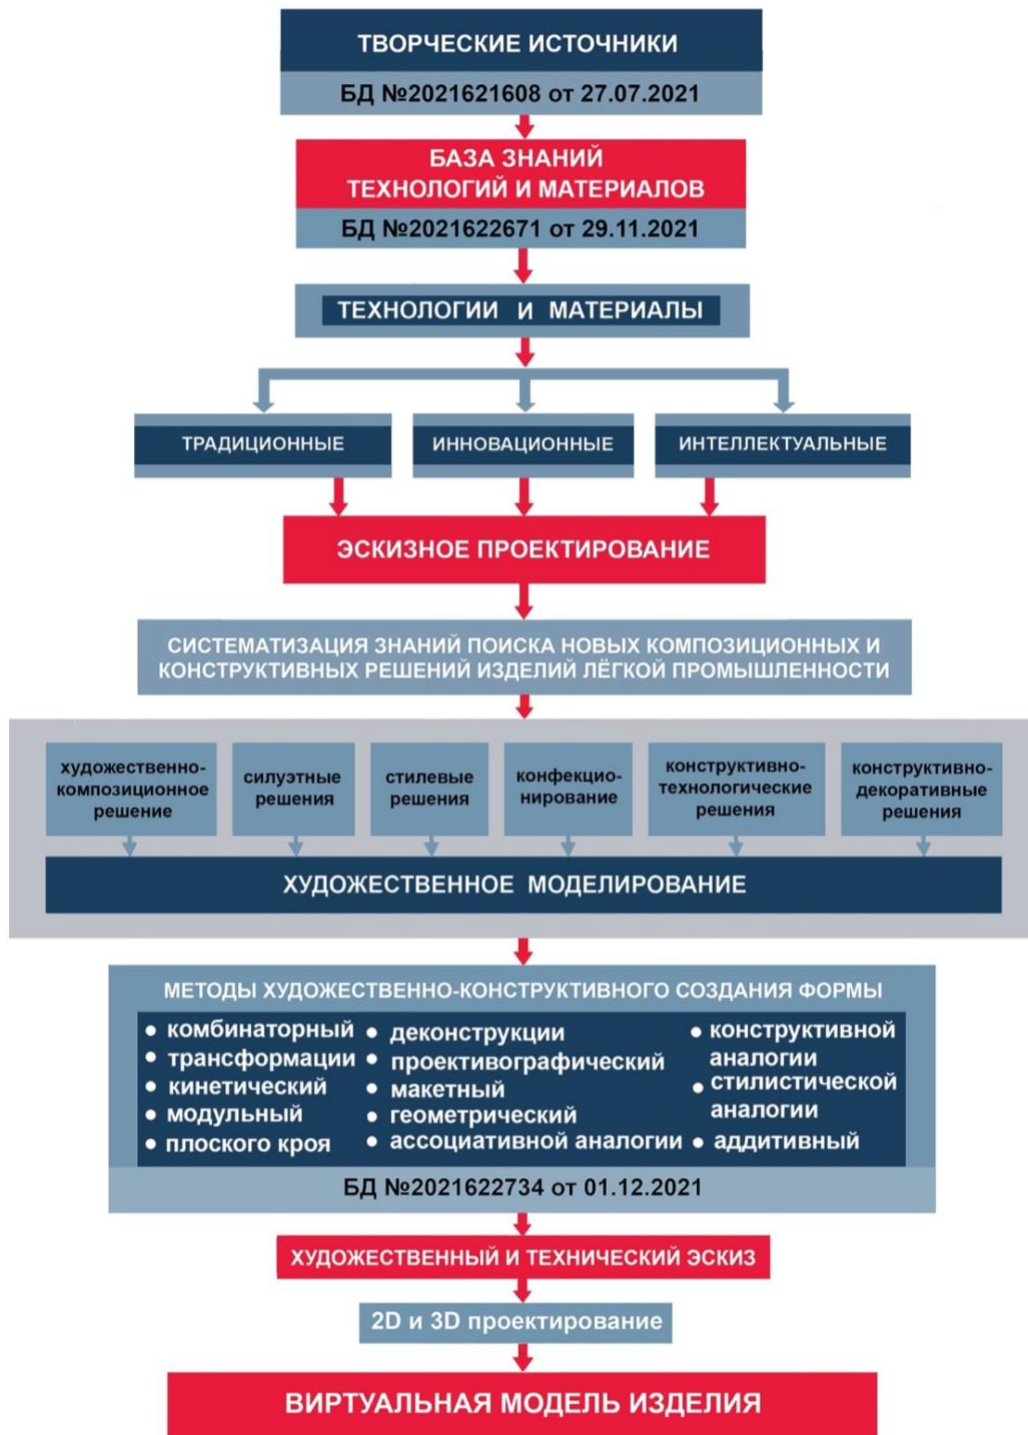 ТВОРЧЕСКИЕ ИСТОЧНИКИ
БД №2021621608 от 27.07.2021
БАЗА ЗНАНИЙ
ТЕХНОЛОГИЙ И МАТЕРИАЛОВ
БД №2021622671 от 29.11.2021
ТЕХНОЛОГИИ И МАТЕРИАЛЫ
ТРАДИЦИОННЫЕ
ИННОВАЦИОННЫЕ
ИНТЕЛЛЕКТУАЛЬНЫЕ
ЭСКИЗНОЕ ПРОЕКТИРОВАНИЕ
СИСТЕМАТИЗАЦИЯ ЗНАНИЙ ПОИСКА НОВЫХ КОМПОЗИЦИОННЫХ И
КОНСТРУКТИВНЫХ РЕШЕНИЙ ИЗДЕЛИЙ ЛЁГКОЙ ПРОМЫШЛЕННОСТИ
художественно-
композиционное
решение
силуэтные
решения
стилевые
решения
конфекцио-
нирование
конструктивно-
технологические
решения
конструктивно-
декоративные
решения
ХУДОЖЕСТВЕННОЕ МОДЕЛИРОВАНИЕ
МЕТОДЫ ХУДОЖЕСТВЕННО-КОНСТРУКТИВНОГО СОЗДАНИЯ ФОРМЫ
• комбинаторный
• трансформации
• кинетический
• модульный
• плоского кроя
• деконструкции
• проективографический
• макетный
• геометрический
• ассоциативной аналогии
• конструктивной
аналогии
• стилистической
аналогии
• аддитивный
БД №2021622734 от 01.12.2021
ХУДОЖЕСТВЕННЫЙ И ТЕХНИЧЕСКИЙ ЭСКИЗ
2D и 3D проектирование
ВИРТУАЛЬНАЯ МОДЕЛЬ ИЗДЕЛИЯ